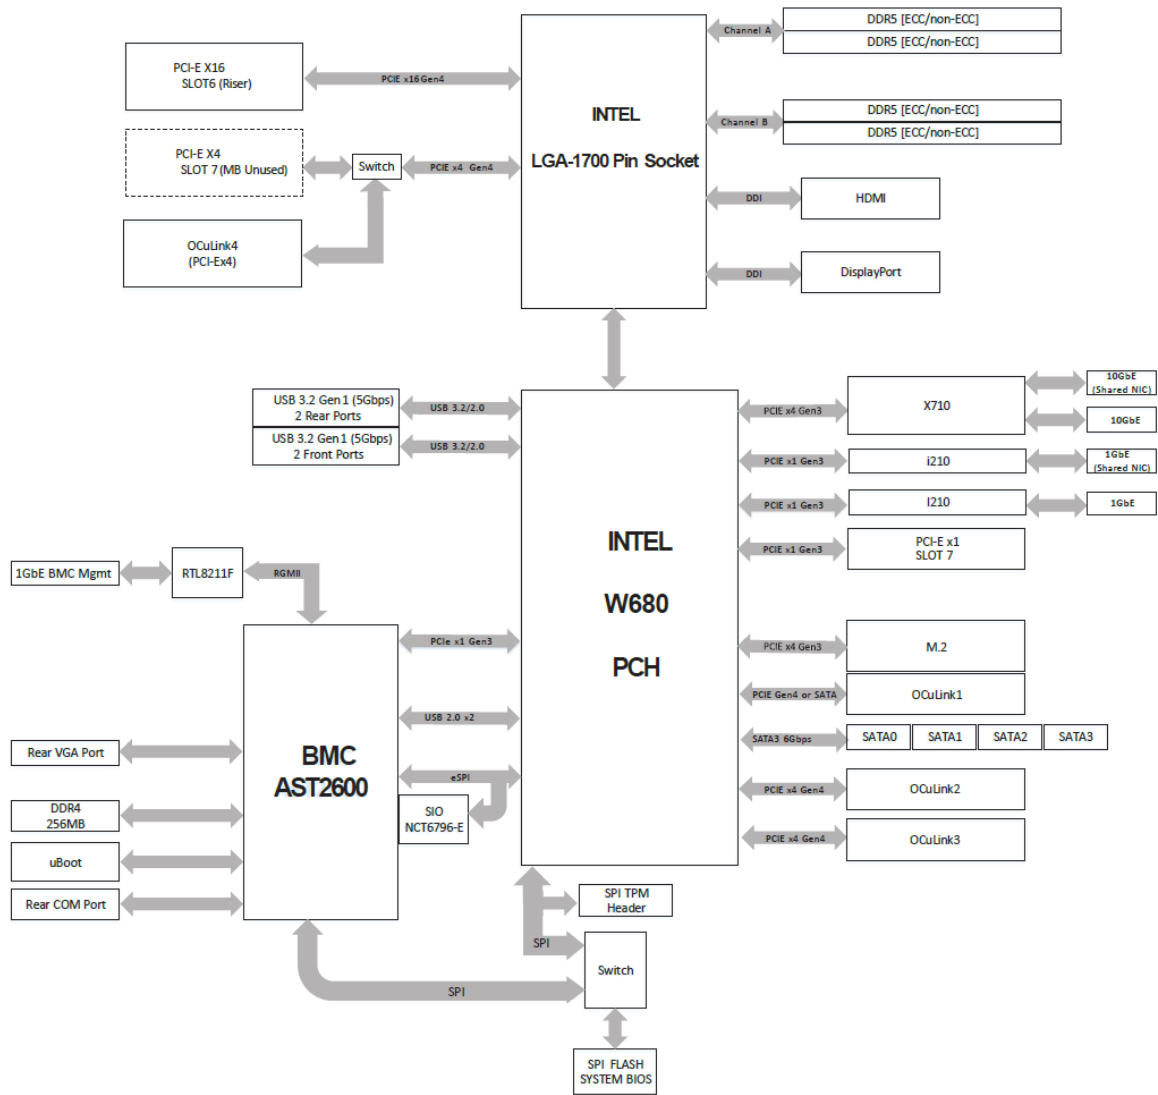 Channel A
DDR5 [ECC/non-ECC]
DDR5 [ECC/non-ECC]
PCI-E X16
SLOT6 (Riser)
PCIE x16 Gen4
INTEL
LGA-1700 Pin Socket
Channel B
DDR5 [ECC/non-ECC]
DDR5 [ECC/non-ECC]
PCI-E X4
SLOT 7 (MB Unused)
Switch
PCIE x4 Gen4
DDI
HDMI
OCuLink4
(PCI-Ex4)
DDI
DisplayPort
USB 3.2 Gen1 (5Gbps)
2 Rear Ports
USB 3.2/2.0
USB 3.2 Gen1 (5Gbps)
2 Front Ports
USB 3.2/2.0
INTEL
W680
PCH
PCIE x4 Gen3
X710
10GbE
(Shared NIC)
10GbE
PCIE x1 Gen3
i210
1GbE
(Shared NIC)
PCIE x1 Gen3
I210
1GbE
PCIE x1 Gen3
PCI-E x1
SLOT 7
1GbE BMC Mgmt
RTL8211F
RGMII
PCIe x1 Gen3
PCIE x4 Gen3
M.2
PCIE Gen4 or SATA
OCuLink1
USB 2.0 x2
SATA3 6Gbps
SATA0
SATA1
SATA2
SATA3
BMC
AST2600
Rear VGA Port
eSPI
PCIE x4 Gen4
OCuLink2
DDR4
256MB
SIO
NCT6796-E
PCIE x4 Gen4
OCuLink3
uBoot
Rear COM Port
SPI TPM
Header
SPI
Switch
SPI
SPI FLASH
SYSTEM BIOS